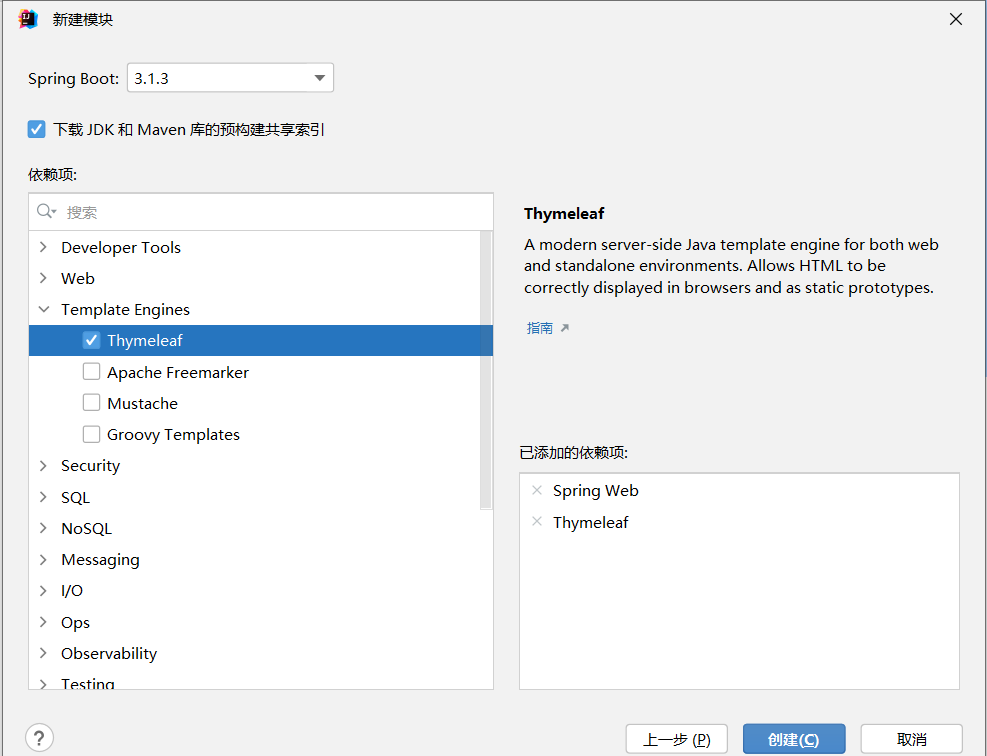 新建模块
Spring Boot:
3.1.3
下载 JDK 和 Maven 库的预构建共享索引
依赖项:
搜索
Developer Tools
Web
Template Engines
Thymeleaf
Apache Freemarker
Mustache
Groovy Templates
Security
SQL
NoSQL
Messaging
I/O
Ops
Observability
Testing
Thymeleaf
A modern server-side Java template engine for both web
and standalone environments. Allows HTML to be
correctly displayed in browsers and as static prototypes.
指南
已添加的依赖项:
Spring Web
Thymeleaf
?
上一步 (P)
创建(C)
取消